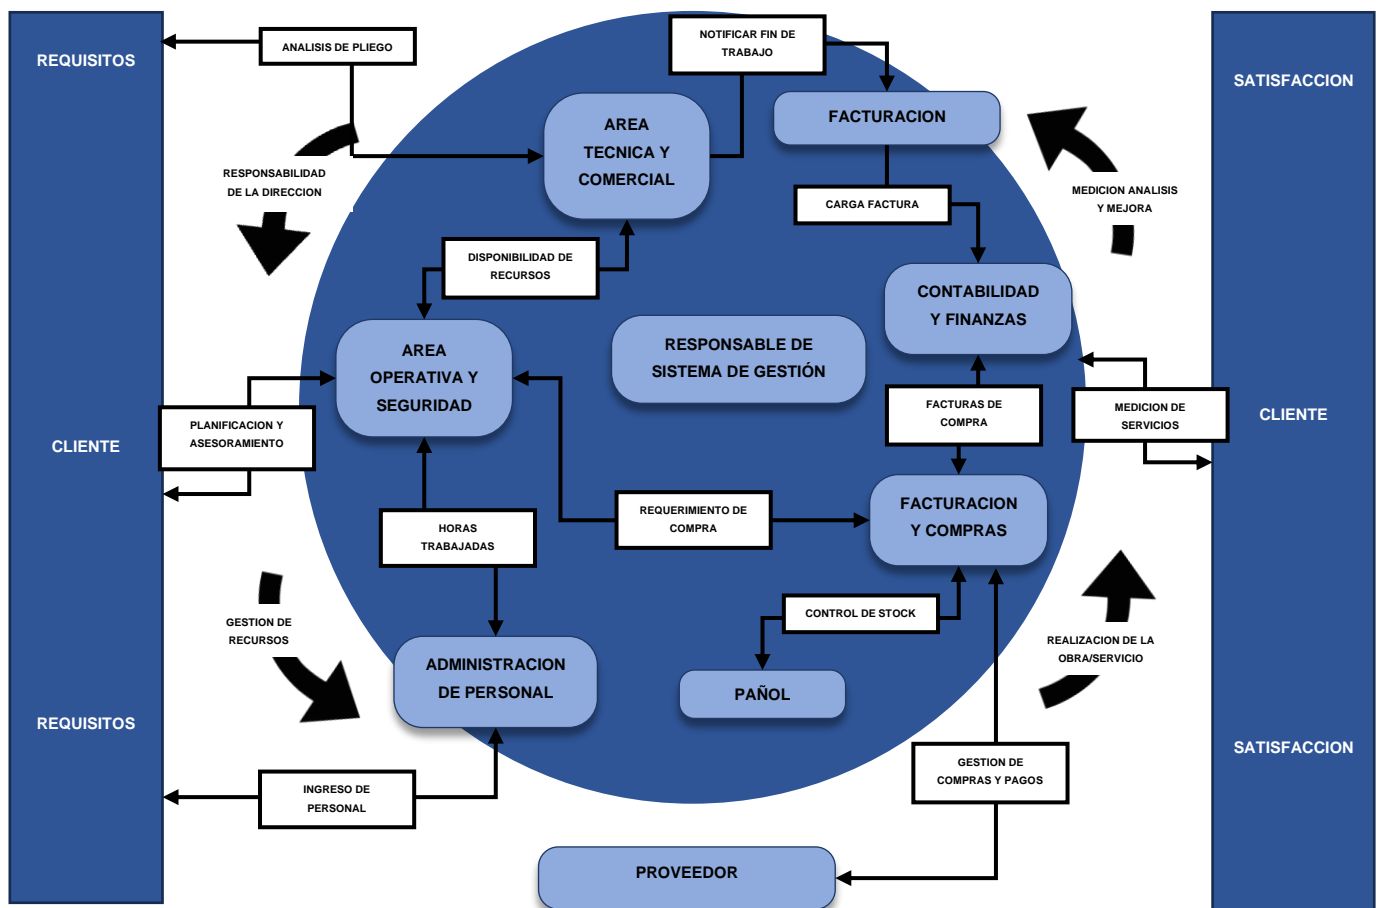 REQUISITOS
ANALISIS DE PLIEGO
NOTIFICAR FIN DE
TRABAJO
SATISFACCION
AREA
TECNICA Y
COMERCIAL
FACTURACION
RESPONSABILIDAD
DE LA DIRECCION
CARGA FACTURA
MEDICION ANALISIS
Y MEJORA
DISPONIBILIDAD DE
RECURSOS
CONTABILIDAD
Y FINANZAS
AREA
OPERATIVA Y
SEGURIDAD
RESPONSABLE DE
SISTEMA DE GESTIÓN
CLIENTE
PLANIFICACION Y
ASESORAMIENTO
FACTURAS DE
COMPRA
MEDICION DE
SERVICIOS
CLIENTE
HORAS
TRABAJADAS
REQUERIMIENTO DE
COMPRA
FACTURACION
Y COMPRAS
GESTION DE
RECURSOS
CONTROL DE STOCK
REALIZACION DE LA
OBRA/SERVICIO
ADMINISTRACION
DE PERSONAL
PAÑOL
REQUISITOS
SATISFACCION
INGRESO DE
PERSONAL
GESTION DE
COMPRAS Y PAGOS
PROVEEDOR